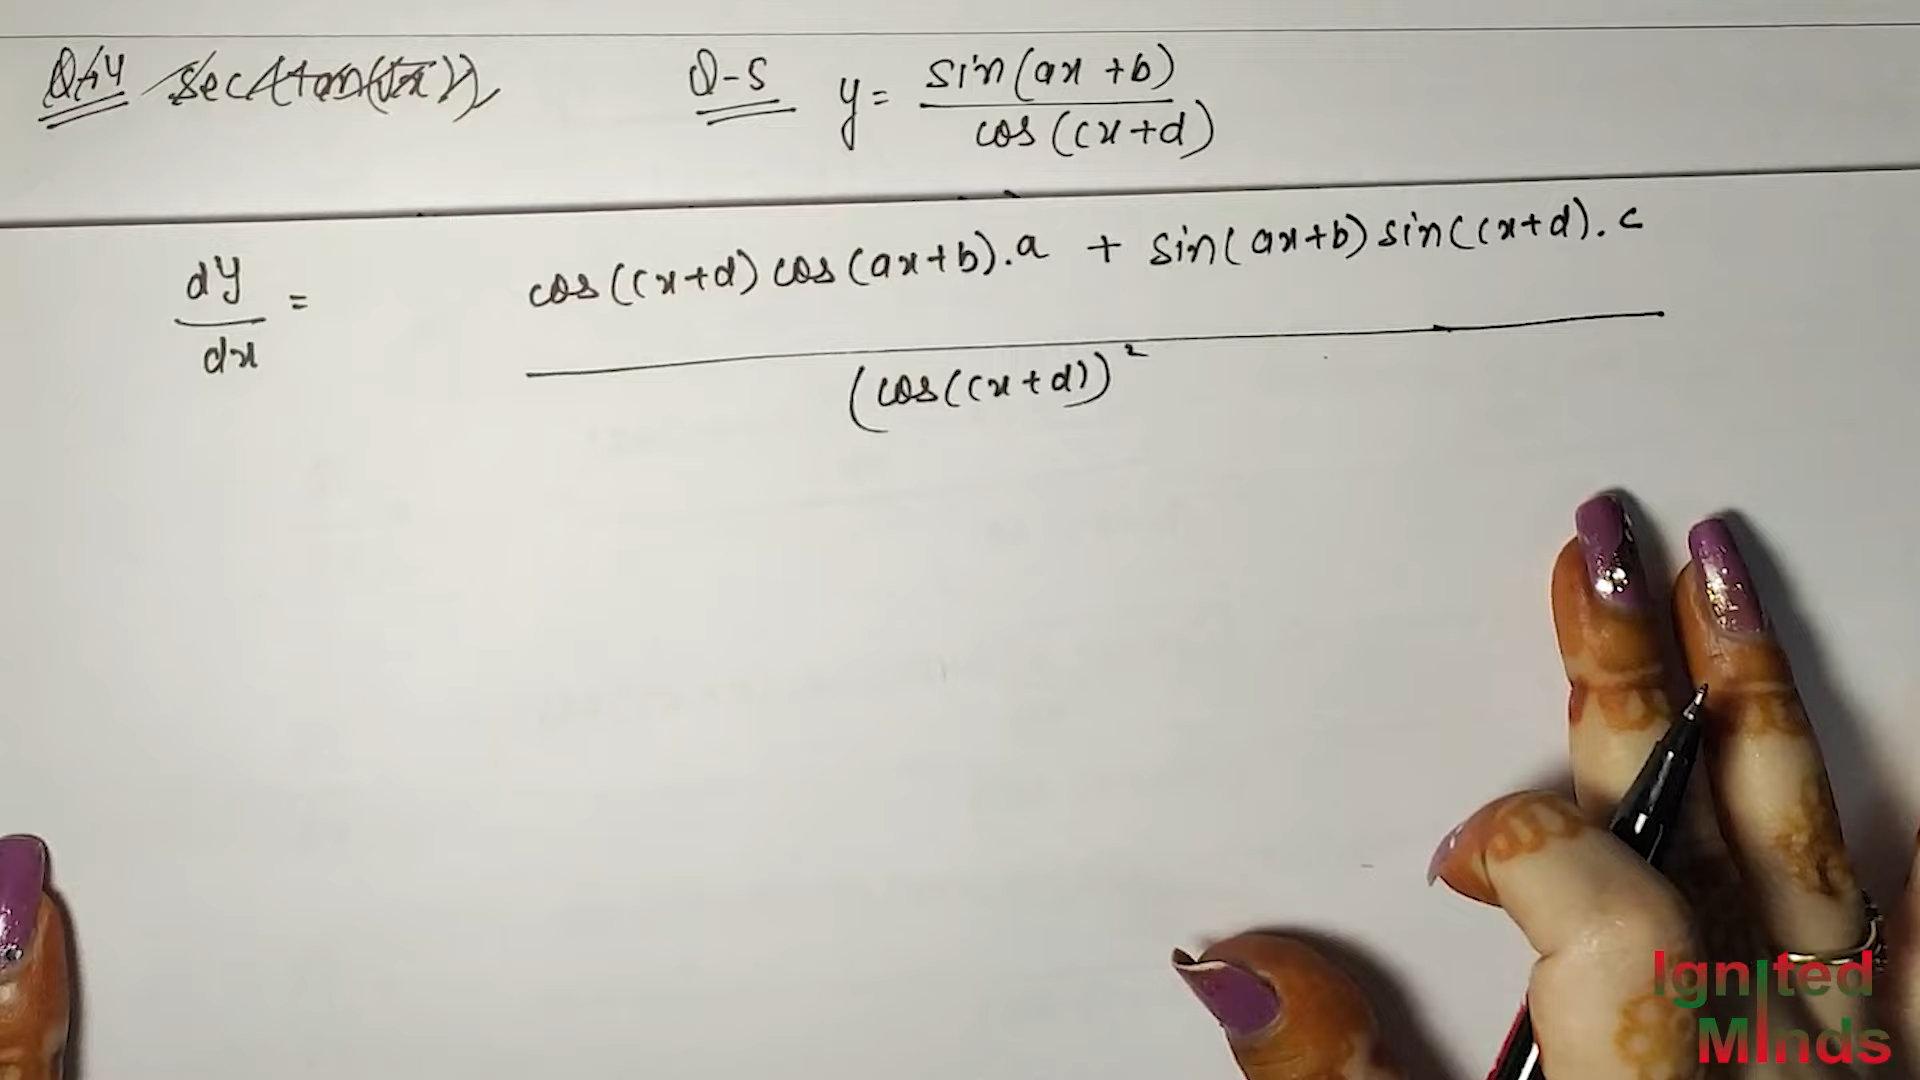 Q-4 sec(tan(√x)) Q-5 y = sin(ax+b) / cos(cx+d)
dy/dx = cos(cx+d) cos(ax+b).a + sin(ax+b) sin(cx+d).c / (cos(cx+d))²
Ignited
Minds